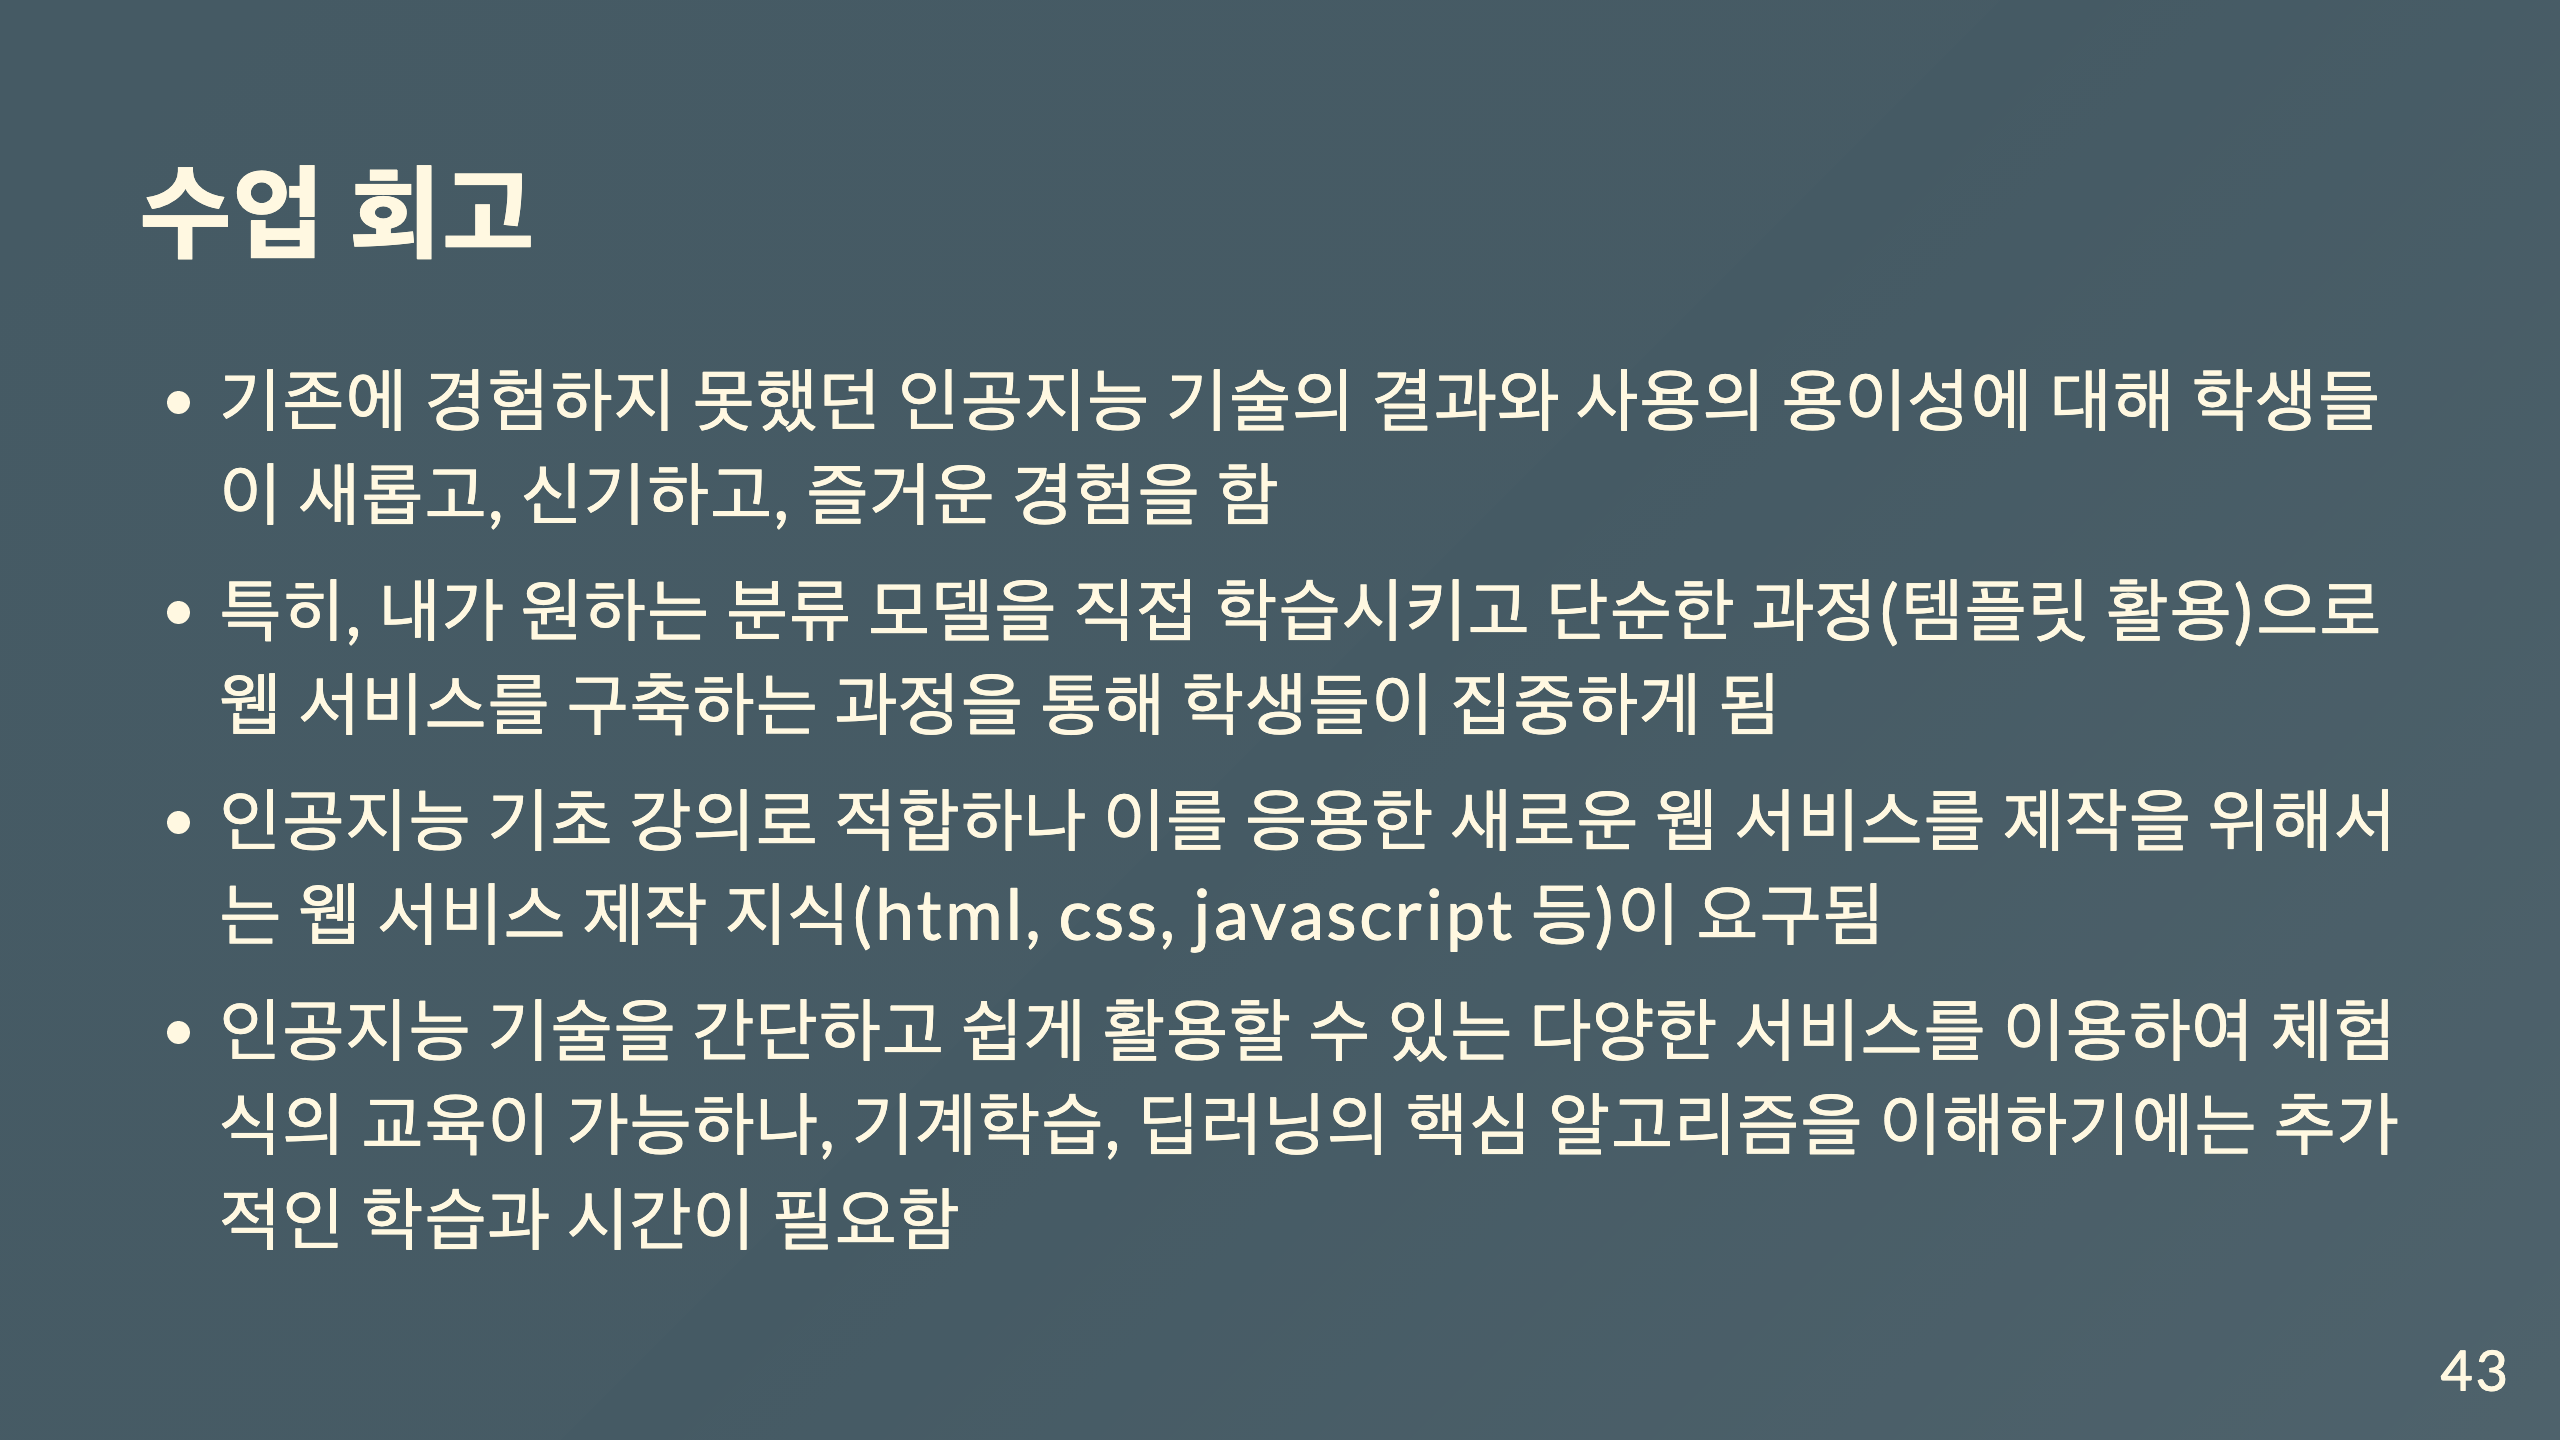 수업 회고
• 기존에 경험하지 못했던 인공지능 기술의 결과와 사용의 용이성에 대해 학생들
이 새롭고, 신기하고, 즐거운 경험을 함
• 특히, 내가 원하는 분류 모델을 직접 학습시키고 단순한 과정(템플릿 활용)으로
웹 서비스를 구축하는 과정을 통해 학생들이 집중하게 됨
• 인공지능 기초 강의로 적합하나 이를 응용한 새로운 웹 서비스를 제작을 위해서
는 웹 서비스 제작 지식(html, css, javascript 등)이 요구됨
• 인공지능 기술을 간단하고 쉽게 활용할 수 있는 다양한 서비스를 이용하여 체험
식의 교육이 가능하나, 기계학습, 딥러닝의 핵심 알고리즘을 이해하기에는 추가
적인 학습과 시간이 필요함
43